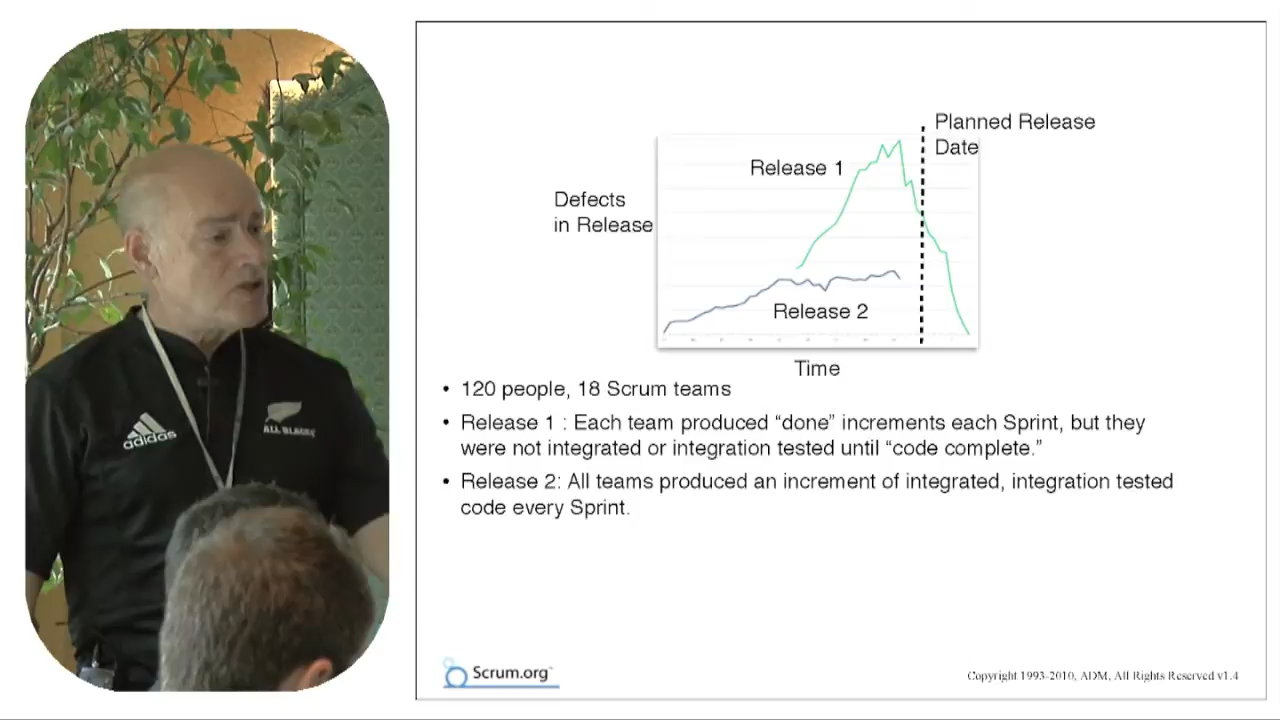 Planned Release
Date
Release 1
Defects
in Release
Release 2
Time
• 120 people, 18 Scrum teams
• Release 1 : Each team produced “done” increments each Sprint, but they
were not integrated or integration tested until “code complete.”
• Release 2: All teams produced an increment of integrated, integration tested
code every Sprint.
adidas
ALL BLACKS
Scrum.org
Copyright 1993-2010, ADM, All Rights Reserved v1.4